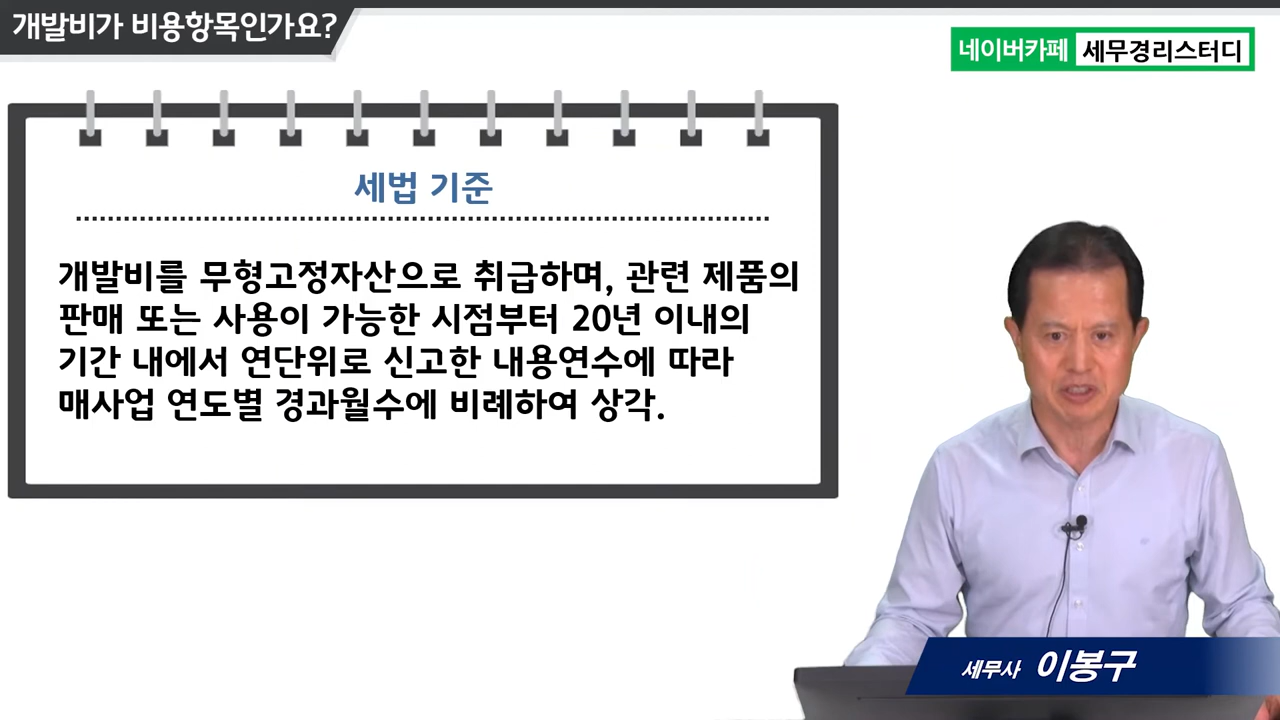 개발비가 비용항목인가요?
네이버카페 세무경리스터디
세법 기준
개발비를 무형고정자산으로 취급하며, 관련 제품의
판매 또는 사용이 가능한 시점부터 20년 이내의
기간 내에서 연단위로 신고한 내용연수에 따라
매사업 연도별 경과월수에 비례하여 상각.
세무사 이봉구